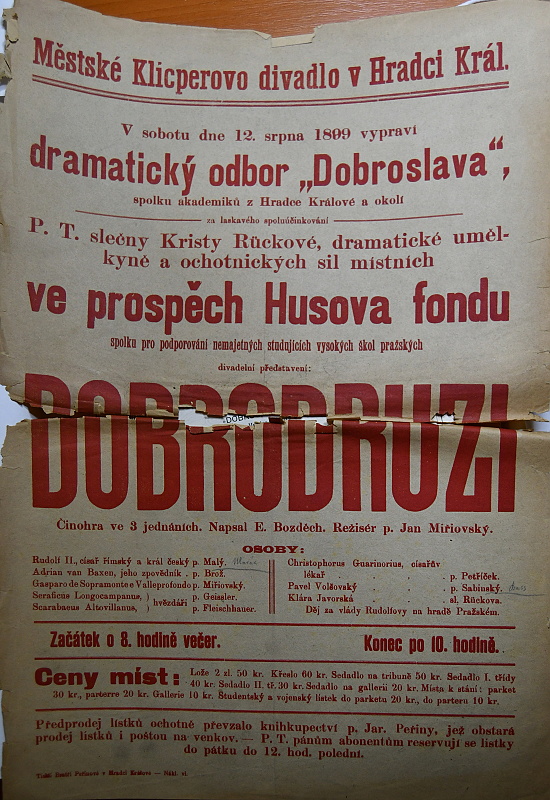 Městské Klicperovo divadlo v Hradci Král.
V sobotu dne 12. srpna 1899 vypraví
dramatický odbor „Dobroslava“,
spolku akademiků z Hradce Králové a okolí
za laskavého spoluúčinkování
P. T. slečny Kristy Rückové, dramatické uměl-
kyně a ochotnických sil místních
ve prospěch Husova fondu
spolku pro podporování nemajetných studujících vysokých škol pražských
divadelní představení:
DOBRODRUZI
Činohra ve 3 jednáních. Napsal E. Bozděch. Režisér p. Jan Miřiovský.
OSOBY:
Rudolf II., císař římský a král český p. Malý.
Adrian van Baxen, jeho zpovědník . p. Brož.
Gasparo de Sopramonte e Valleprofondo p. Miřiovský.
Seraficus Longocampanus, } hvězdáři p. Geissler.
Scarabaeus Altovillanus, } p. Fleischhauer.
Christophorus Guarinorius, císařův
lékař . . . . . p. Petříček.
Pavel Volšovský . . . . p. Sabinský.
Klára Javorská . . . . sl. Rückova.
Děj za vlády Rudolfovy na hradě Pražském.
Začátek o 8. hodině večer. Konec po 10. hodině.
Ceny míst: Lože 2 zl. 50 kr. Křeslo 60 kr. Sedadlo na tribuně 50 kr. Sedadlo I. třídy
40 kr. Sedadlo II. tř. 30 kr. Sedadlo na gallerii 20 kr. Místa k stání: parket
30 kr., parterre 20 kr. Gallerie 10 kr. Studentský a vojenský lístek do parketu 20 kr., do parteru 10 kr.
Předprodej lístků ochotně převzalo knihkupectví p. Jar. Peřiny, jež obstará
prodej lístků i poštou na venkov. — P. T. pánům abonentům reservují se lístky
do pátku do 12. hod. polední.
v Hradci Králové — Nákl. vl.